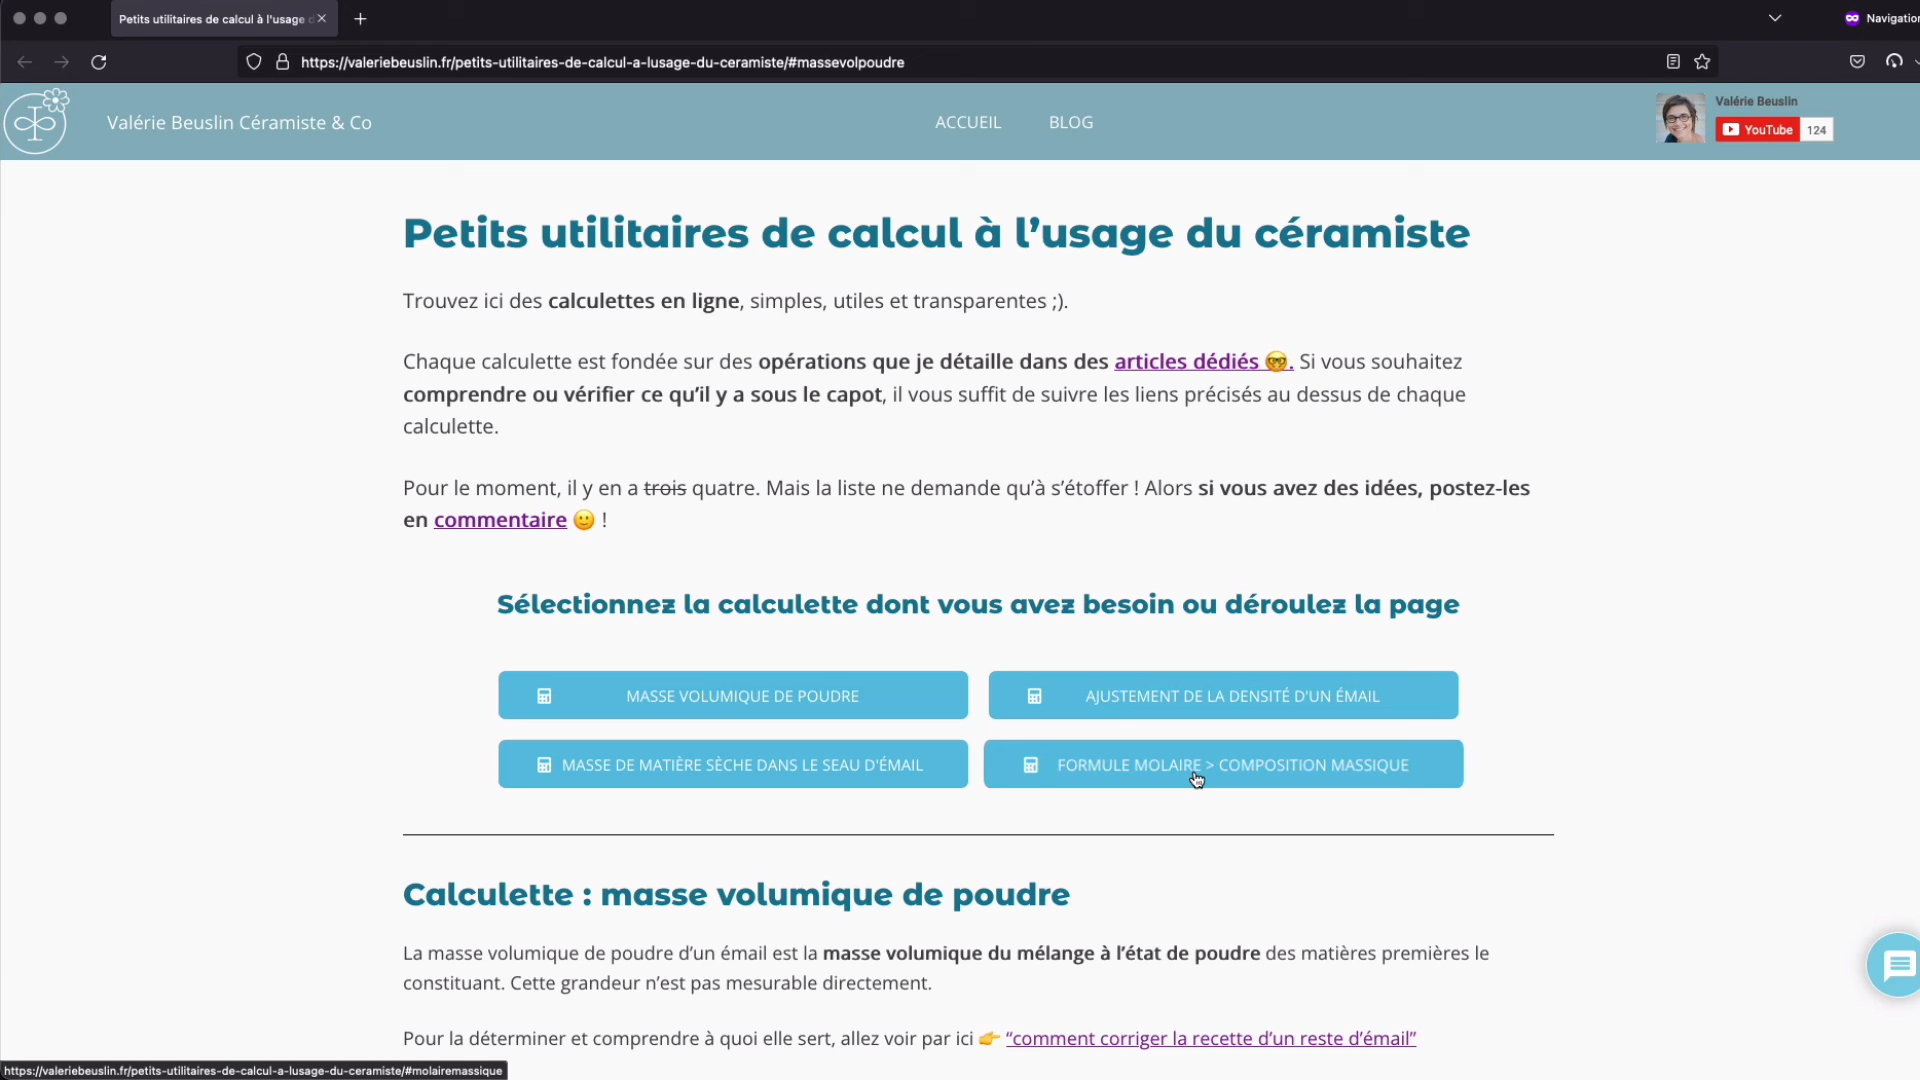 Petits utilitaires de calcul à l'usage d
Navigation
https://valeriebeuslin.fr/petits-utilitaires-de-calcul-a-lusage-du-ceramiste/#massevolpoudre
Valérie Beuslin Céramiste & Co
ACCUEIL
BLOG
Valérie Beuslin
YouTube 124
Petits utilitaires de calcul à l’usage du céramiste
Trouvez ici des calculettes en ligne, simples, utiles et transparentes ;).
Chaque calculette est fondée sur des opérations que je détaille dans des articles dédiés 🤓. Si vous souhaitez
comprendre ou vérifier ce qu’il y a sous le capot, il vous suffit de suivre les liens précisés au dessus de chaque
calculette.
Pour le moment, il y en a trois quatre. Mais la liste ne demande qu’à s’étoffer ! Alors si vous avez des idées, postez-les
en commentaire 🙂 !
Sélectionnez la calculette dont vous avez besoin ou déroulez la page
MASSE VOLUMIQUE DE POUDRE
AJUSTEMENT DE LA DENSITÉ D'UN ÉMAIL
MASSE DE MATIÈRE SÈCHE DANS LE SEAU D'ÉMAIL
FORMULE MOLAIRE > COMPOSITION MASSIQUE
Calculette : masse volumique de poudre
La masse volumique de poudre d’un émail est la masse volumique du mélange à l’état de poudre des matières premières le
constituant. Cette grandeur n’est pas mesurable directement.
Pour la déterminer et comprendre à quoi elle sert, allez voir par ici 👉 “comment corriger la recette d’un reste d’émail”
https://valeriebeuslin.fr/petits-utilitaires-de-calcul-a-lusage-du-ceramiste/#molairemassique